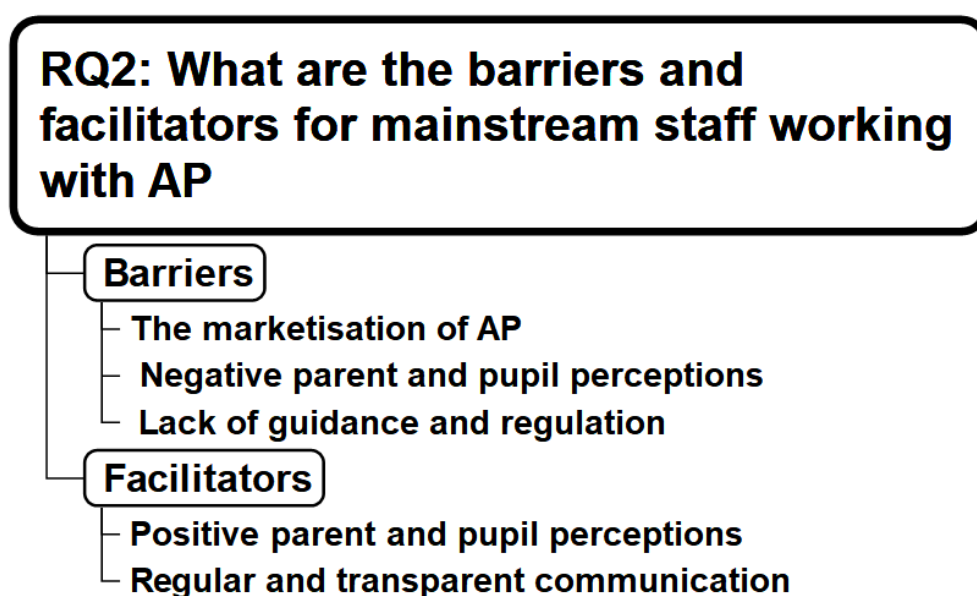 RQ2: What are the barriers and
facilitators for mainstream staff working
with AP
Barriers
The marketisation of AP
Negative parent and pupil perceptions
Lack of guidance and regulation
Facilitators
Positive parent and pupil perceptions
Regular and transparent communication